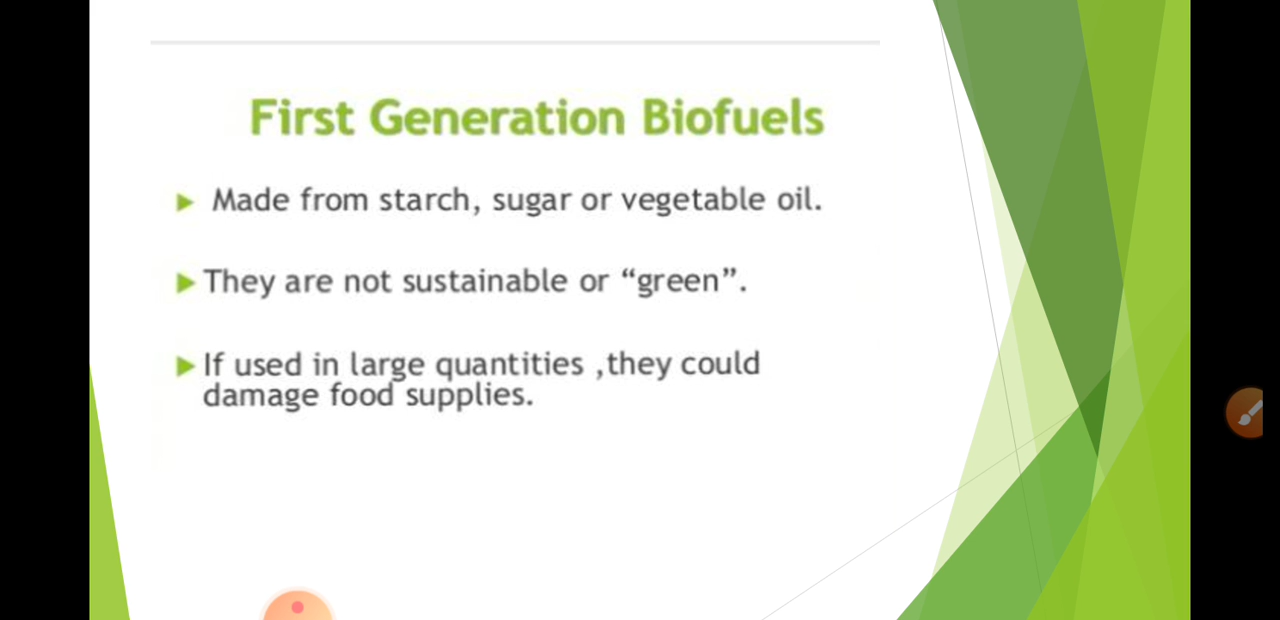 First Generation Biofuels
Made from starch, sugar or vegetable oil.
They are not sustainable or “green”.
If used in large quantities ,they could
damage food supplies.